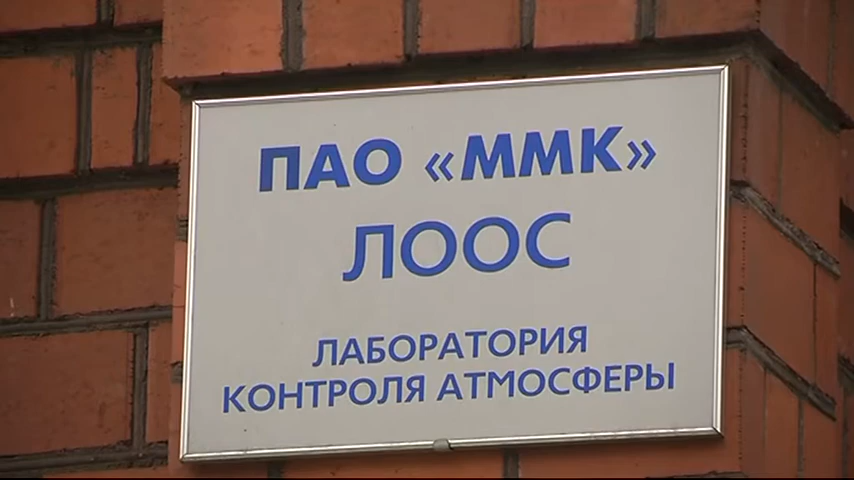 ПАО «ММК»
ЛООС
ЛАБОРАТОРИЯ
КОНТРОЛЯ АТМОСФЕРЫ